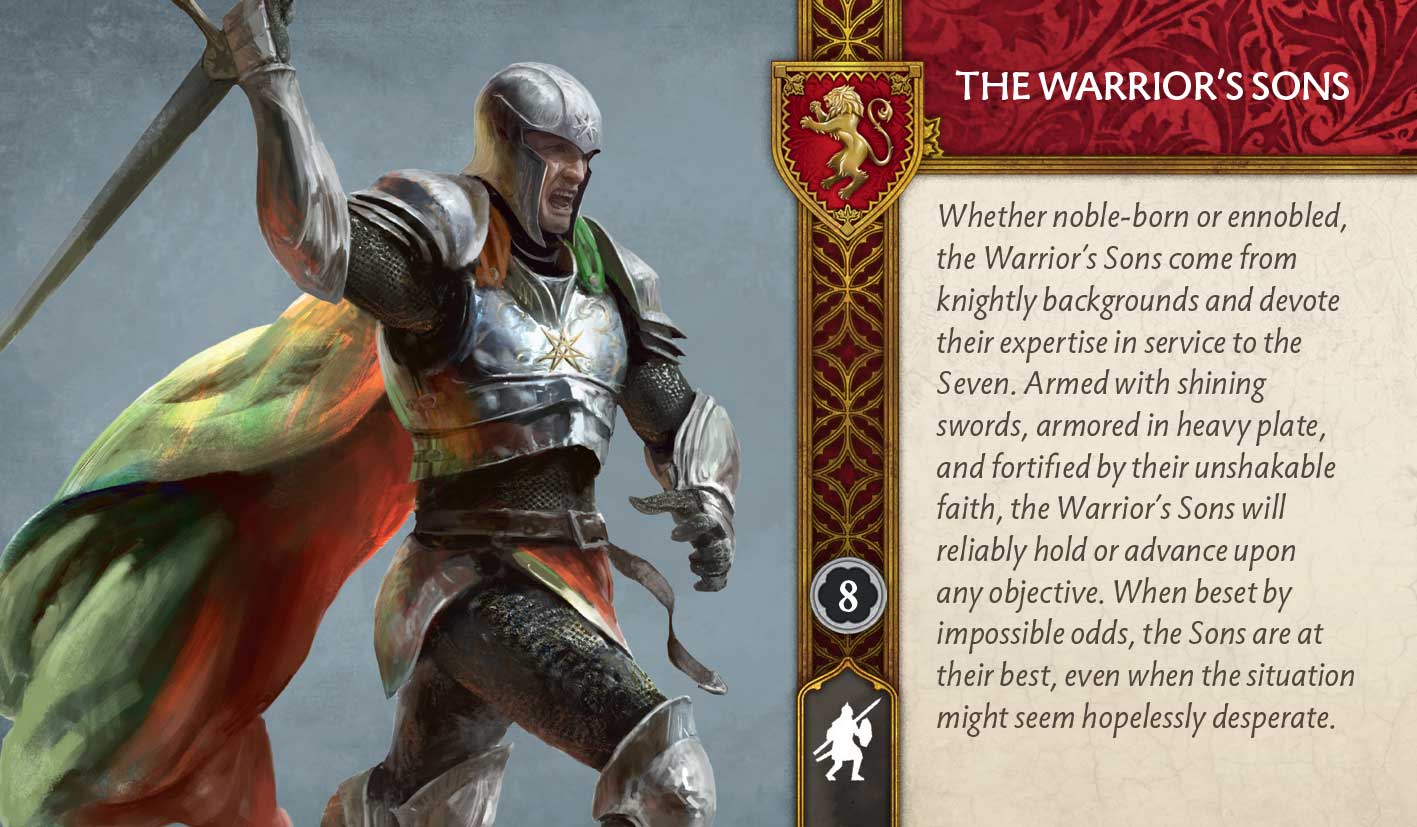 THE WARRIOR'S SONS
Whether noble-born or ennobled,
the Warrior's Sons come from
knightly backgrounds and devote
their expertise in service to the
Seven. Armed with shining
swords, armored in heavy plate,
and fortified by their unshakable
faith, the Warrior's Sons will
reliably hold or advance upon
any objective. When beset by
impossible odds, the Sons are at
their best, even when the situation
might seem hopelessly desperate.
8